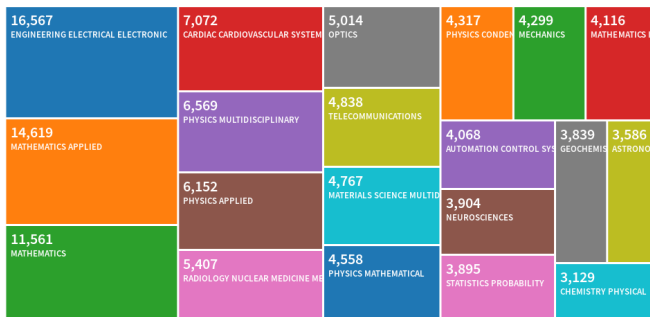 16,567
ENGINEERING ELECTRICAL ELECTRONIC
14,619
MATHEMATICS APPLIED
11,561
MATHEMATICS
7,072
CARDIAC CARDIOVASCULAR SYSTEM
6,569
PHYSICS MULTIDISCIPLINARY
6,152
PHYSICS APPLIED
5,407
RADIOLOGY NUCLEAR MEDICINE ME
5,014
OPTICS
4,838
TELECOMMUNICATIONS
4,767
MATERIALS SCIENCE MULTID
4,558
PHYSICS MATHEMATICAL
4,317
PHYSICS CONDEN
4,299
MECHANICS
4,116
MATHEMATICS
4,068
AUTOMATION CONTROL SYS
3,904
NEUROSCIENCES
3,895
STATISTICS PROBABILITY
3,839
GEOCHEMIS
3,586
ASTRONO
3,129
CHEMISTRY PHYSICAL